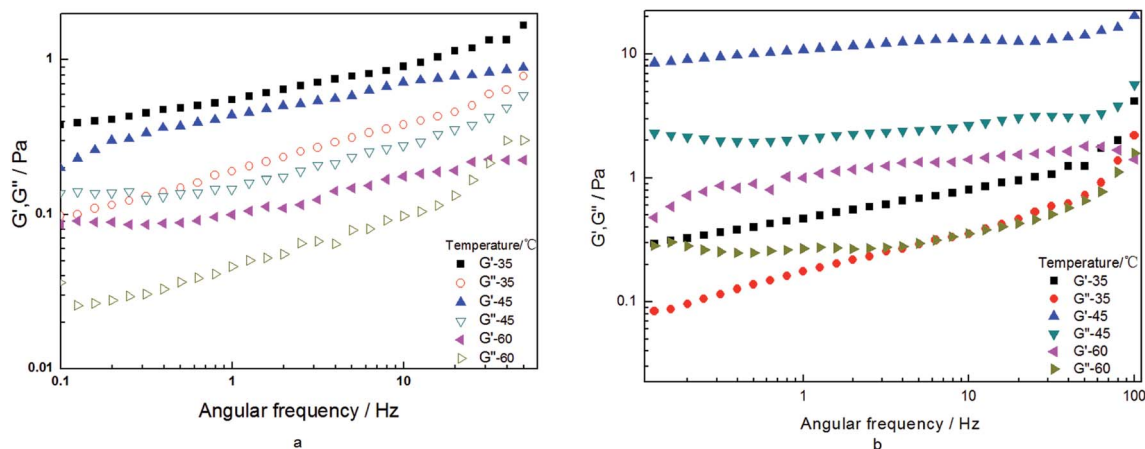 G',G'' / Pa
1
0.1
0.01
0.1
1
10
Temperature/℃
G'-35
G''-35
G'-45
G''-45
G'-60
G''-60
Angular frequency / Hz
a
G',G'' / Pa
10
1
0.1
1
10
100
Temperature/℃
G'-35
G''-35
G'-45
G''-45
G'-60
G''-60
Angular frequency / Hz
b